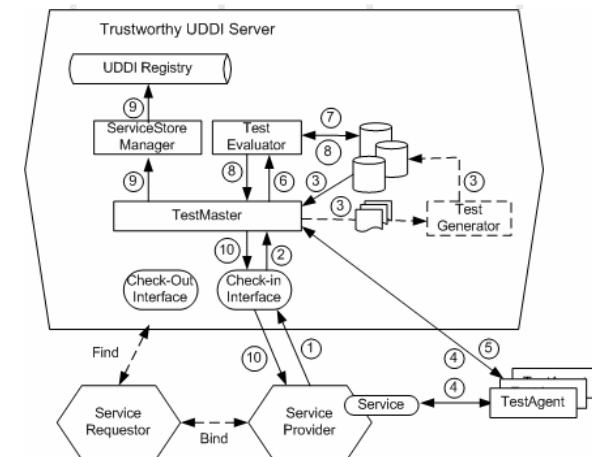 Trustworthy UDDI Server
UDDI Registry
9
7
ServiceStore
Manager
Test
Evaluator
8
9
8
6
3
3
TestMaster
3
Test
Generator
10
2
Check-Out
Interface
Check-in
Interface
Find
10
1
4
5
4
Service
Requestor
Bind
Service
Provider
Service
TestAgent